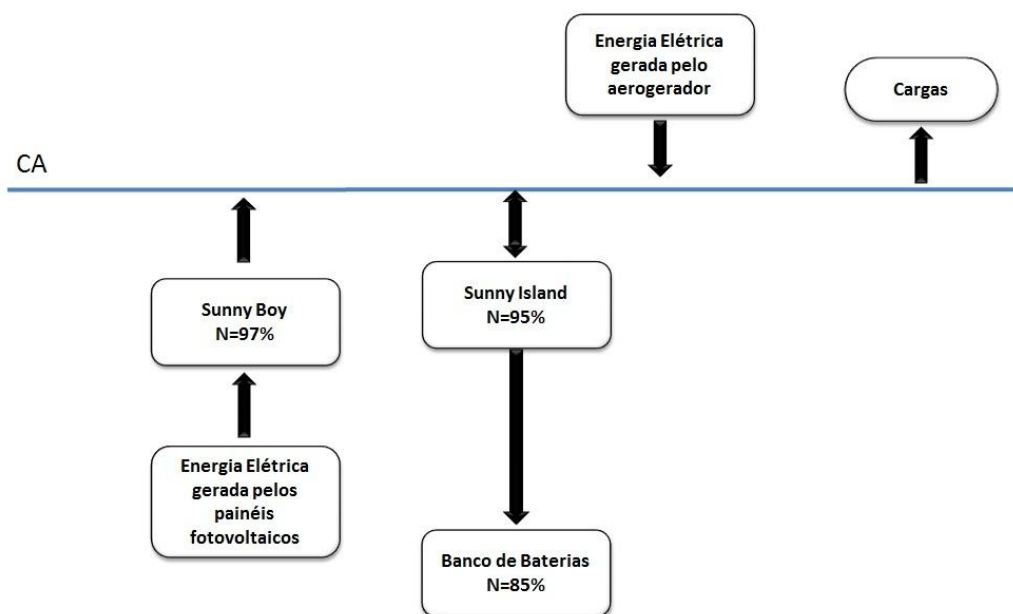 Energia Elétrica
gerada pelo
aerogerador
Cargas
CA
Sunny Boy
N=97%
Sunny Island
N=95%
Energia Elétrica
gerada pelos
painéis
fotovoltaicos
Banco de Baterias
N=85%